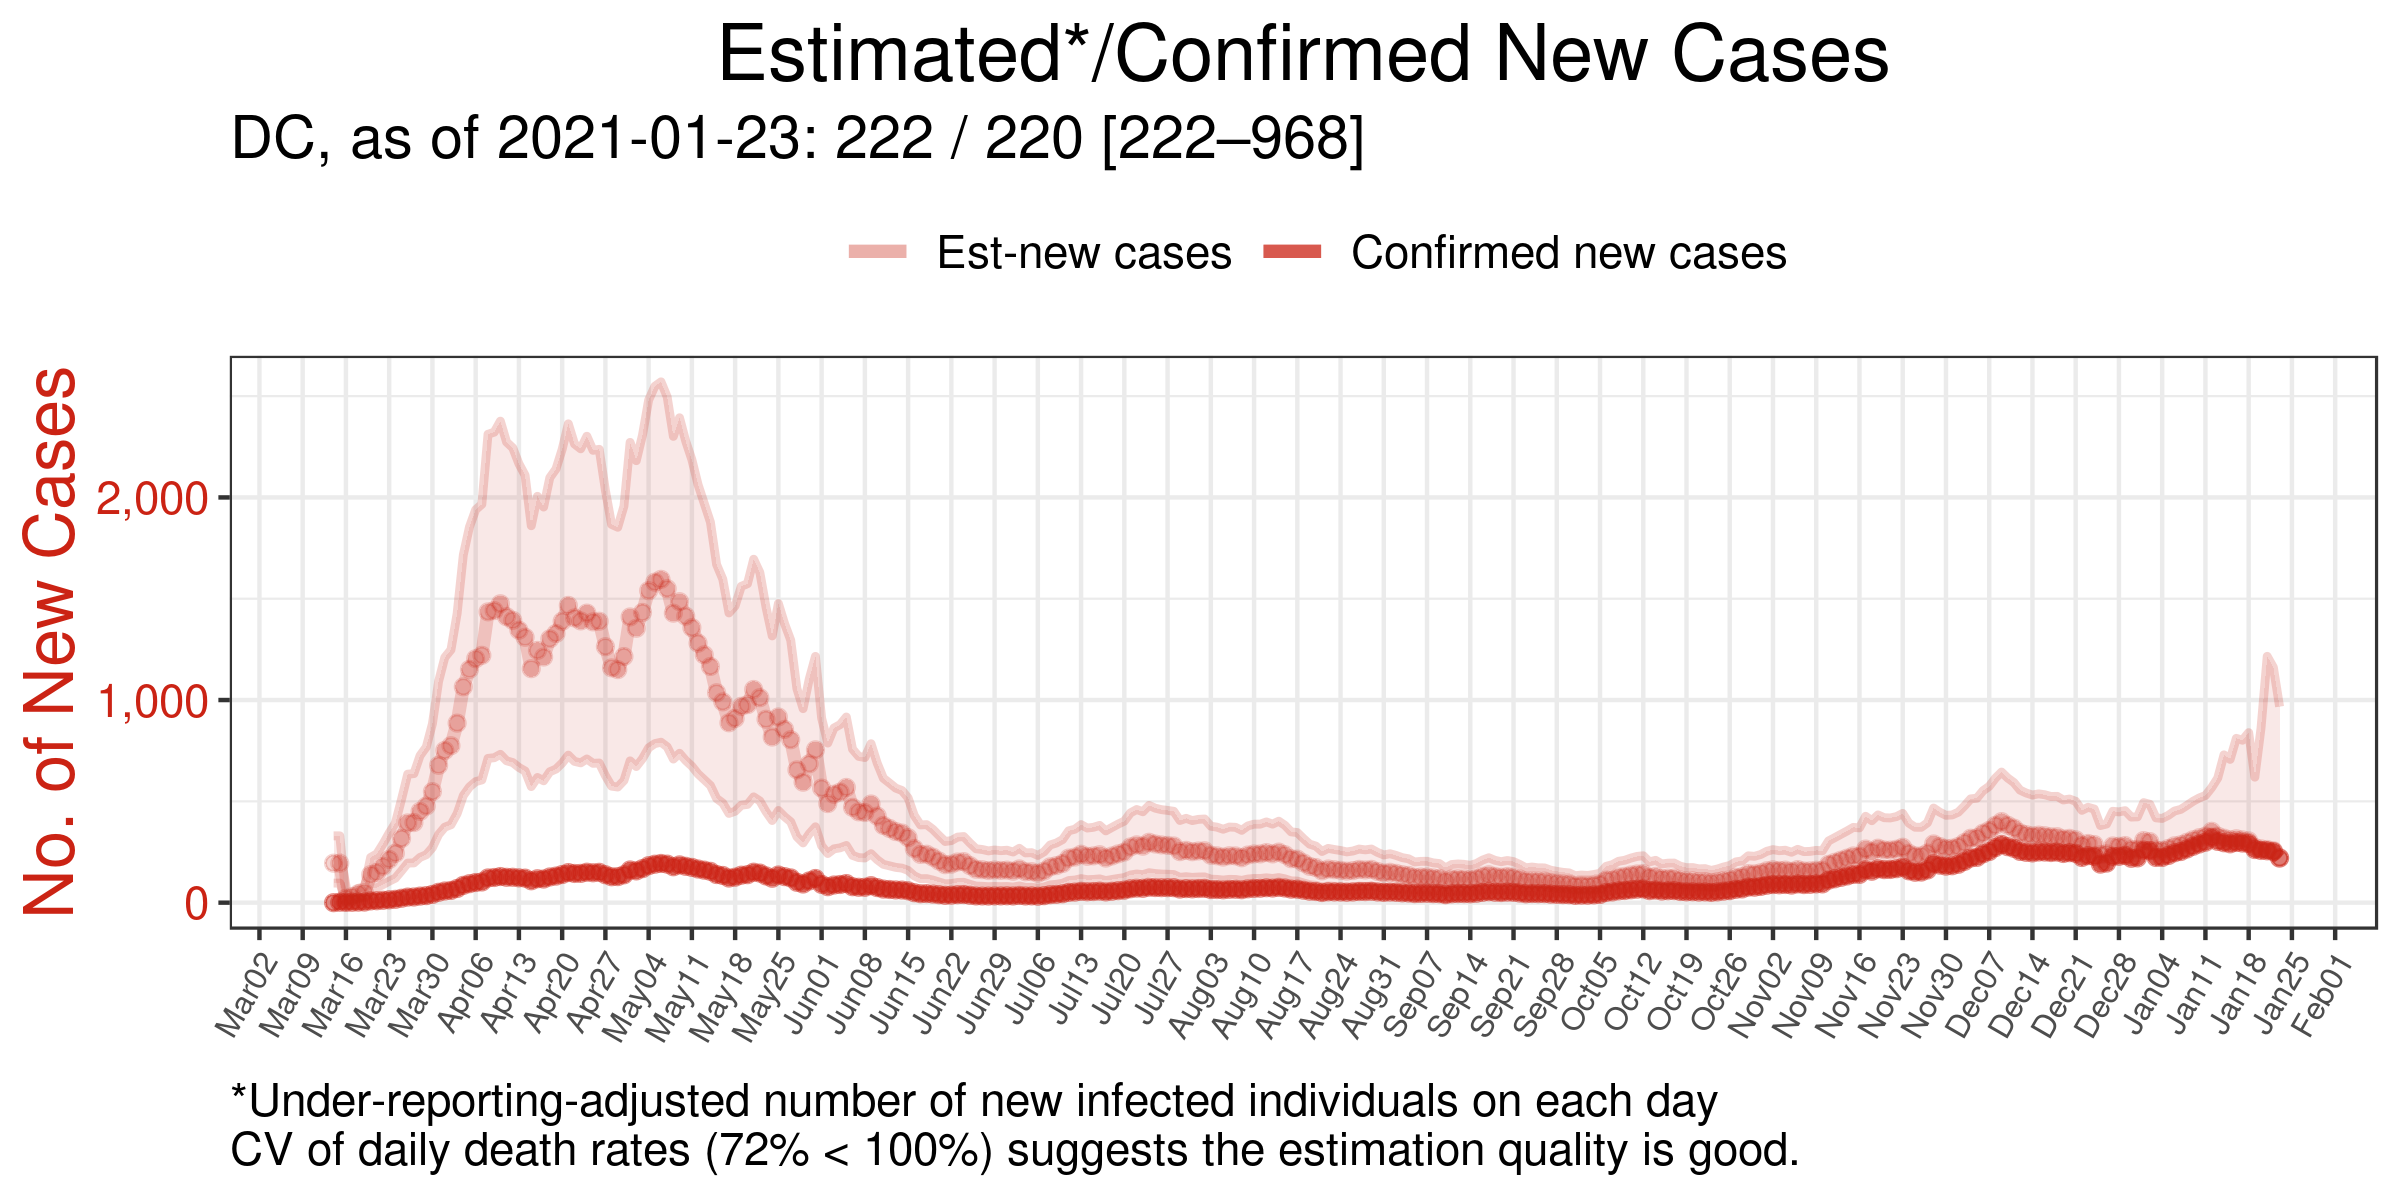 Estimated*/Confirmed New Cases
DC, as of 2021-01-23: 222 / 220 [222–968]
Est-new cases Confirmed new cases
No. of New Cases
2,000
1,000
0
Mar02 Mar09 Mar16 Mar23 Mar30 Apr06 Apr13 Apr20 Apr27 May04 May11 May18 May25 Jun01 Jun08 Jun15 Jun22 Jun29 Jul06 Jul13 Jul20 Jul27 Aug03 Aug10 Aug17 Aug24 Aug31 Sep07 Sep14 Sep21 Sep28 Oct05 Oct12 Oct19 Oct26 Nov02 Nov09 Nov16 Nov23 Nov30 Dec07 Dec14 Dec21 Dec28 Jan04 Jan11 Jan18 Jan25 Feb01
*Under-reporting-adjusted number of new infected individuals on each day
CV of daily death rates (72% < 100%) suggests the estimation quality is good.